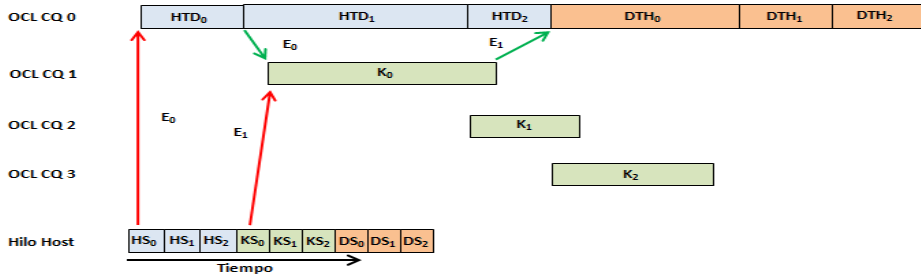 OCL CQ 0 HTD0 HTD1 HTD2 DTH0 DTH1 DTH2
E0 E1
OCL CQ 1 K0
E0 E1
OCL CQ 2 K1
OCL CQ 3 K2
Hilo Host HS0 HS1 HS2 KS0 KS1 KS2 DS0 DS1 DS2
Tiempo